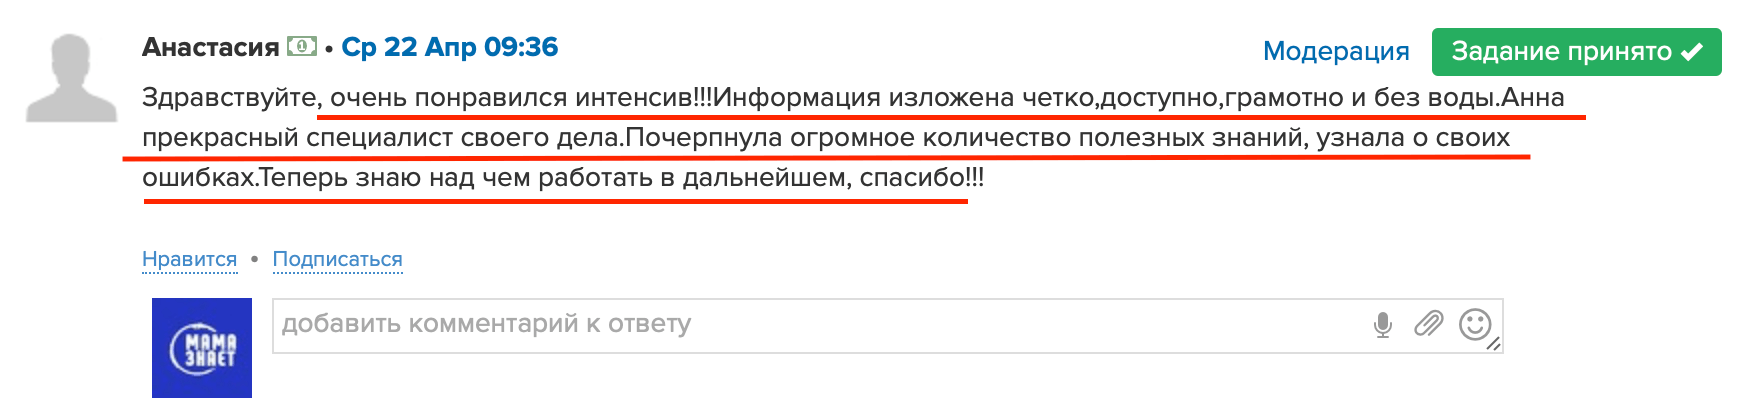 Анастасия • Ср 22 Апр 09:36
Модерация
Задание принято
Здравствуйте, очень понравился интенсив!!!Информация изложена четко,доступно,грамотно и без воды.Анна
прекрасный специалист своего дела.Почерпнула огромное количество полезных знаний, узнала о своих
ошибках.Теперь знаю над чем работать в дальнейшем, спасибо!!!
Нравится • Подписаться
добавить комментарий к ответу
МАМА
ЗНАЕТ